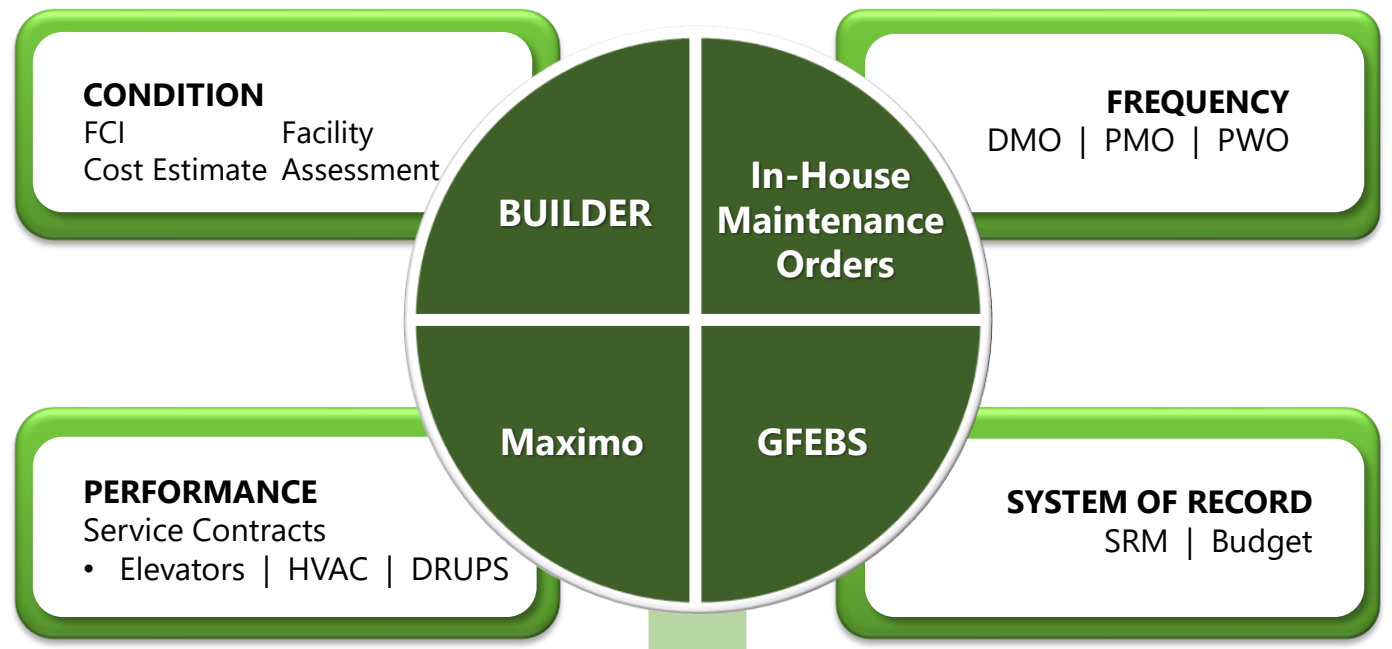 CONDITION
FCI Facility
Cost Estimate Assessment
BUILDER
In-House
Maintenance
Orders
FREQUENCY
DMO | PMO | PWO
PERFORMANCE
Service Contracts
• Elevators | HVAC | DRUPS
Maximo
GFEBS
SYSTEM OF RECORD
SRM | Budget